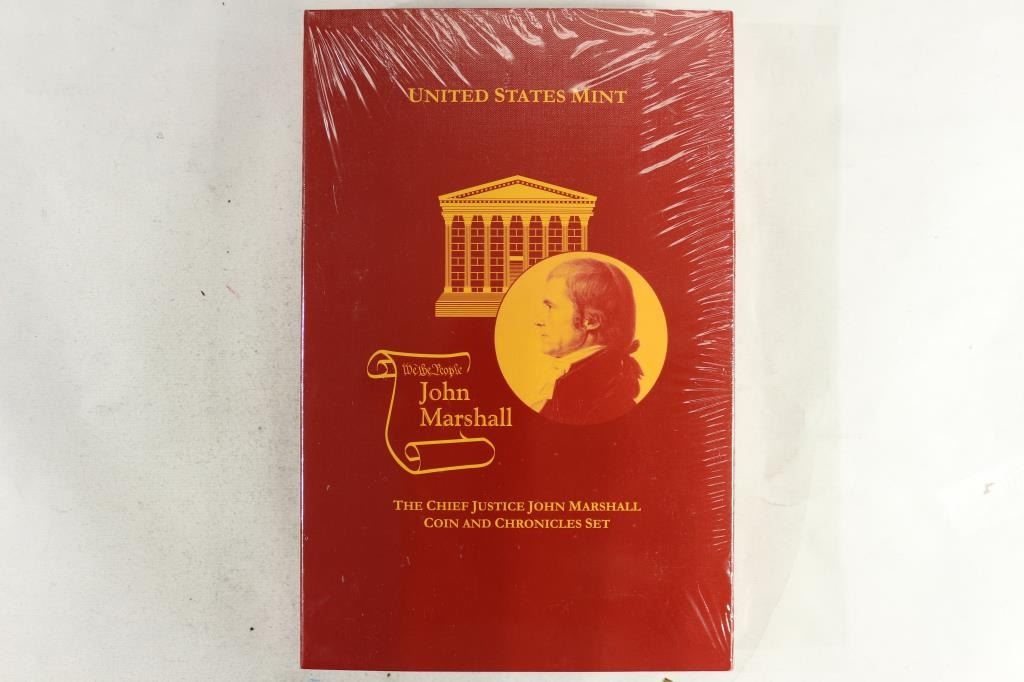 UNITED STATES MINT
We the People
John
Marshall
THE CHIEF JUSTICE JOHN MARSHALL
COIN AND CHRONICLES SET